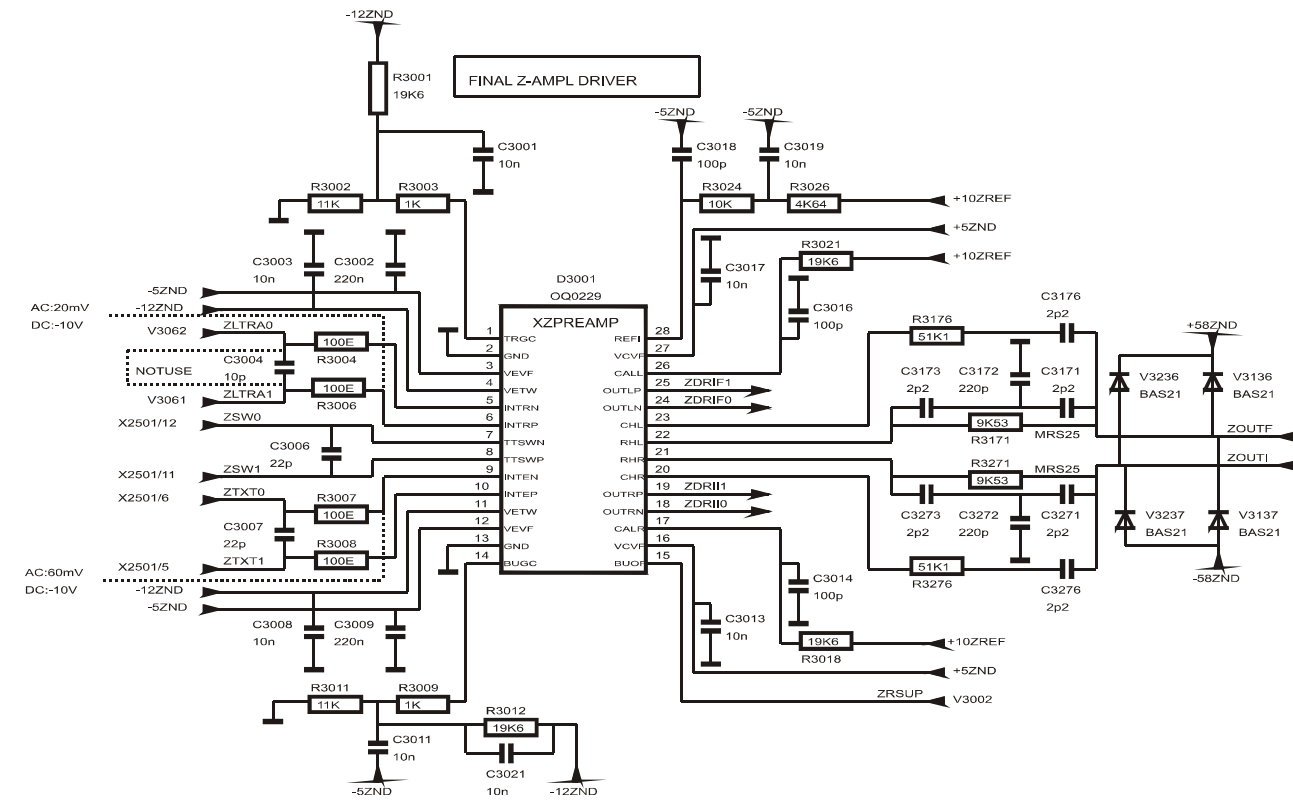 -12ZND
R3001
19K6
FINAL Z-AMPL DRIVER
C3001
10n
-5ZND
-5ZND
C3018
100p
C3019
10n
R3002
11K
R3003
1K
R3024
10K
R3026
4K64
+10ZREF
+5ZND
R3021
19K6
+10ZREF
C3003
10n
C3002
220n
C3017
10n
C3016
100p
D3001
OQ0229
XZPREAMP
AC:20mV
DC:-10V
-5ZND
-12ZND
V3062
ZLTRA0
100E
R3004
NOTUSE
C3004
10p
100E
R3006
V3061
ZLTRA1
X2501/12
ZSW0
C3006
22p
X2501/11
ZSW1
X2501/6
ZTXT0
R3007
100E
C3007
22p
R3008
100E
X2501/5
ZTXT1
AC:60mV
DC:-10V
-12ZND
-5ZND
1 TRGC
2 GND
3 VEVF
4 VETW
5 INTRN
6 INTRP
7 TTSWN
8 TTSWP
9 INTEN
10 INTEP
11 VETW
12 VEVF
13 GND
14 BUGC
REFI 28
VCVF 27
CALL 26
OUTLP 25 ZDRIF1
OUTLN 24 ZDRIF0
CHL 23
RHL 22
RHR 21
CHR 20
OUTRP 19 ZDRII1
OUTRN 18 ZDRII0
CALR 17
VCVF 16
BUOF 15
R3176
51K1
C3176
2p2
C3173
2p2
C3172
220p
C3171
2p2
9K53
R3171
MRS25
R3271
9K53
MRS25
C3273
2p2
C3272
220p
C3271
2p2
51K1
R3276
C3276
2p2
+58ZND
V3236
BAS21
V3136
BAS21
ZOUTF
ZOUTI
V3237
BAS21
V3137
BAS21
-58ZND
C3014
100p
C3013
10n
19K6
R3018
+10ZREF
+5ZND
ZRSUP
V3002
C3008
10n
C3009
220n
R3011
11K
R3009
1K
R3012
19K6
C3011
10n
C3021
10n
-5ZND
-12ZND